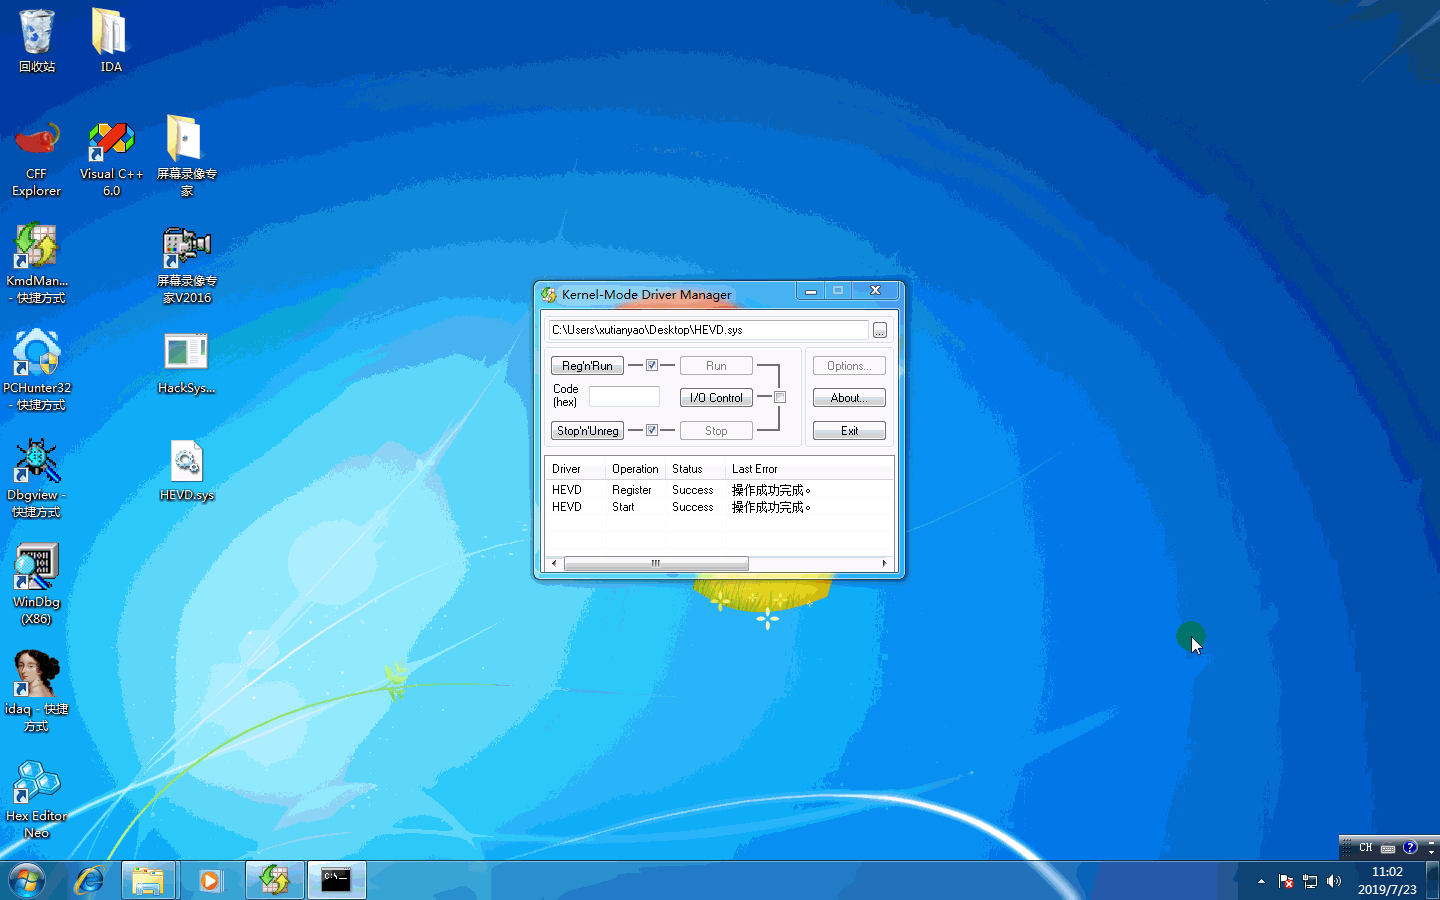 回收站
IDA
CFF
Explorer
Visual C++
6.0
屏幕录像专
家
KmdMan...
- 快捷方式
屏幕录像专
家V2016
PCHunter32
- 快捷方式
HackSys...
Dbgview -
快捷方式
HEVD.sys
WinDbg
(X86)
idaq - 快捷
方式
Hex Editor
Neo
Kernel-Mode Driver Manager
C:\Users\xutianyao\Desktop\HEVD.sys
...
Reg'n'Run
Run
Options...
Code
(hex)
I/O Control
About...
Stop'n'Unreg
Stop
Exit
Driver Operation Status Last Error
HEVD Register Success 操作成功完成。
HEVD Start Success 操作成功完成。
C:\_
CH
?
11:02
2019/7/23